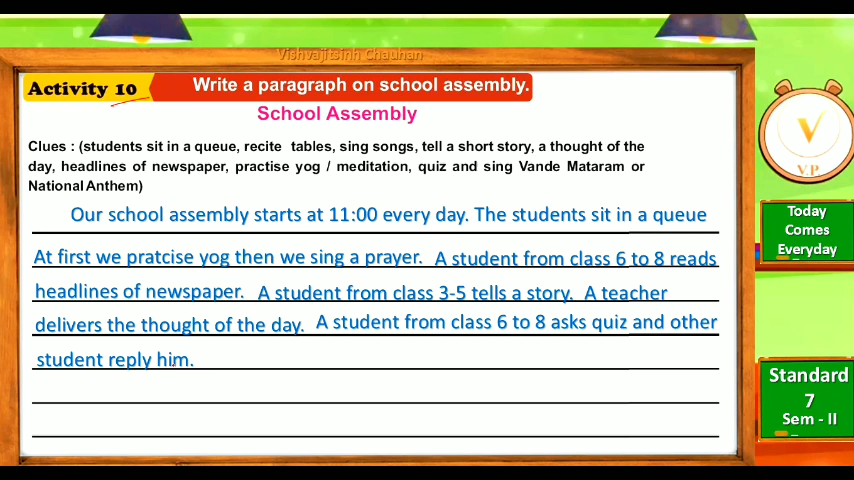 Vishvajitsinh Chauhan
Activity 10
Write a paragraph on school assembly.
School Assembly
Clues : (students sit in a queue, recite tables, sing songs, tell a short story, a thought of the
day, headlines of newspaper, practise yog / meditation, quiz and sing Vande Mataram or
National Anthem)
Our school assembly starts at 11:00 every day. The students sit in a queue
At first we pratcise yog then we sing a prayer. A student from class 6 to 8 reads
headlines of newspaper. A student from class 3-5 tells a story. A teacher
delivers the thought of the day. A student from class 6 to 8 asks quiz and other
student reply him.
V
V.P.
Today
Comes
Everyday
Standard
7
Sem - II